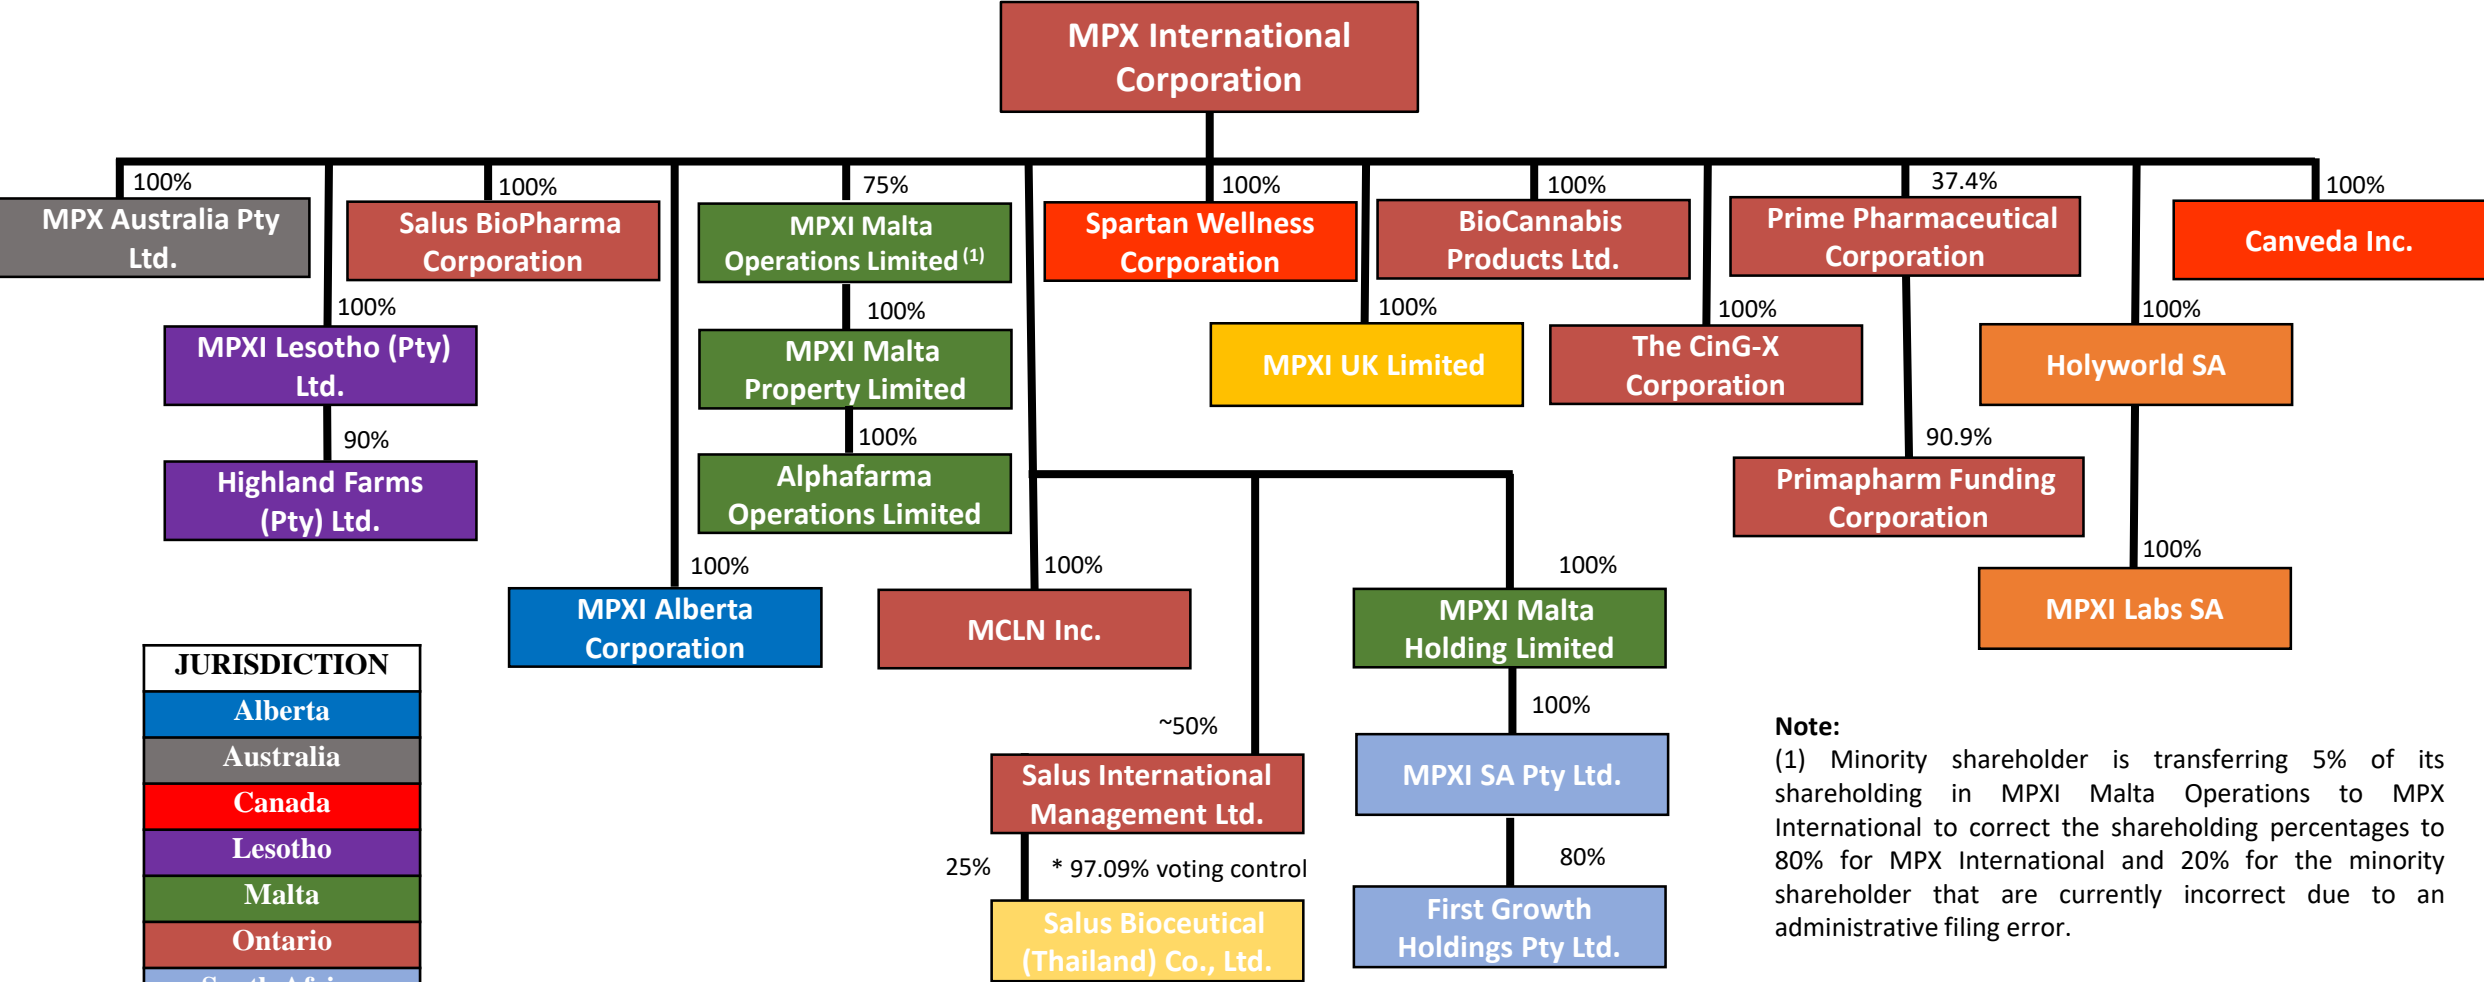 MPX International
Corporation
100%
MPX Australia Pty
Ltd.
100%
MPXI Lesotho (Pty)
Ltd.
90%
Highland Farms
(Pty) Ltd.
100%
Salus BioPharma
Corporation
100%
MPXI Alberta
Corporation
75%
MPXI Malta
Operations Limited (1)
100%
MPXI Malta
Property Limited
100%
Alphafarma
Operations Limited
100%
MCLN Inc.
~50%
Salus International
Management Ltd.
25%
* 97.09% voting control
Salus Bioceutical
(Thailand) Co., Ltd.
100%
MPXI Malta
Holding Limited
100%
MPXI SA Pty Ltd.
80%
First Growth
Holdings Pty Ltd.
100%
Spartan Wellness
Corporation
100%
MPXI UK Limited
100%
BioCannabis
Products Ltd.
100%
The CinG-X
Corporation
37.4%
Prime Pharmaceutical
Corporation
90.9%
Primapharm Funding
Corporation
100%
Holyworld SA
100%
MPXI Labs SA
100%
Canveda Inc.
JURISDICTION
Alberta
Australia
Canada
Lesotho
Malta
Ontario
Note:
(1) Minority shareholder is transferring 5% of its
shareholding in MPXI Malta Operations to MPX
International to correct the shareholding percentages to
80% for MPX International and 20% for the minority
shareholder that are currently incorrect due to an
administrative filing error.